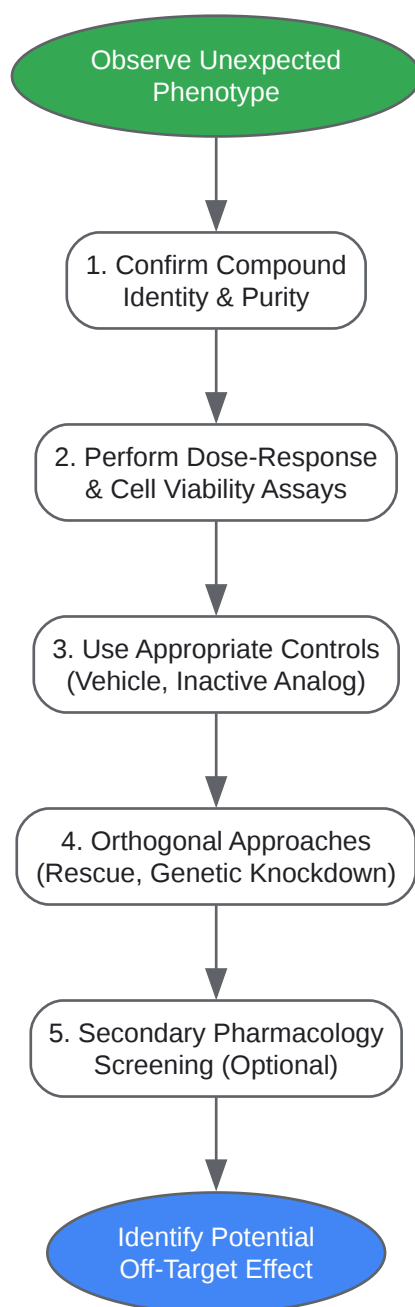 Observe Unexpected
Phenotype
1. Confirm Compound
Identity & Purity
2. Perform Dose-Response
& Cell Viability Assays
3. Use Appropriate Controls
(Vehicle, Inactive Analog)
4. Orthogonal Approaches
(Rescue, Genetic Knockdown)
5. Secondary Pharmacology
Screening (Optional)
Identify Potential
Off-Target Effect